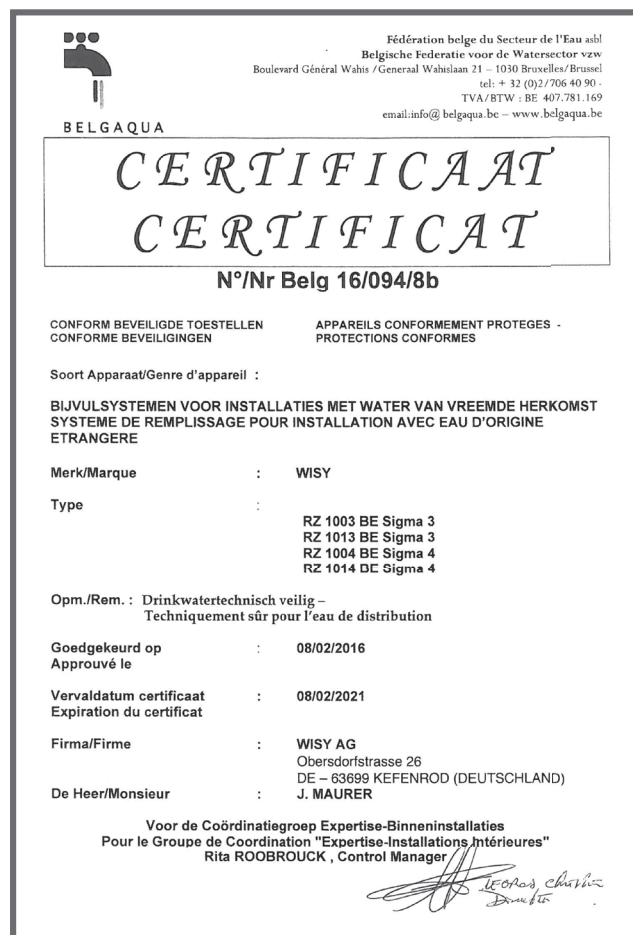 Fédération belge du Secteur de l'Eau asbl
Belgische Federatie voor de Watersector vzw
Boulevard Général Wahis / Generaal Wahislaan 21 – 1030 Bruxelles/Brussel
tel: + 32 (0)2/706 40 90 -
TVA/BTW : BE 407.781.169
email:info@ belgaqua.be – www.belgaqua.be
BELGAQUA
CERTIFICAAT
CERTIFICAT
N°/Nr Belg 16/094/8b
CONFORM BEVEILIGDE TOESTELLEN APPAREILS CONFORMEMENT PROTEGES -
CONFORME BEVEILIGINGEN PROTECTIONS CONFORMES
Soort Apparaat/Genre d'appareil :
BIJVULSYSTEMEN VOOR INSTALLATIES MET WATER VAN VREEMDE HERKOMST
SYSTEME DE REMPLISSAGE POUR INSTALLATION AVEC EAU D'ORIGINE
ETRANGERE
Merk/Marque : WISY
Type :
RZ 1003 BE Sigma 3
RZ 1013 BE Sigma 3
RZ 1004 BE Sigma 4
RZ 1014 BE Sigma 4
Opm./Rem. : Drinkwatertechnisch veilig –
Techniquement sûr pour l'eau de distribution
Goedgekeurd op : 08/02/2016
Approuvé le
Vervaldatum certificaat : 08/02/2021
Expiration du certificat
Firma/Firme : WISY AG
Obersdorfstrasse 26
DE – 63699 KEFENROD (DEUTSCHLAND)
De Heer/Monsieur : J. MAURER
Voor de Coördinatiegroep Expertise-Binneninstallaties
Pour le Groupe de Coordination "Expertise-Installations Intérieures"
Rita ROOBROUCK , Control Manager